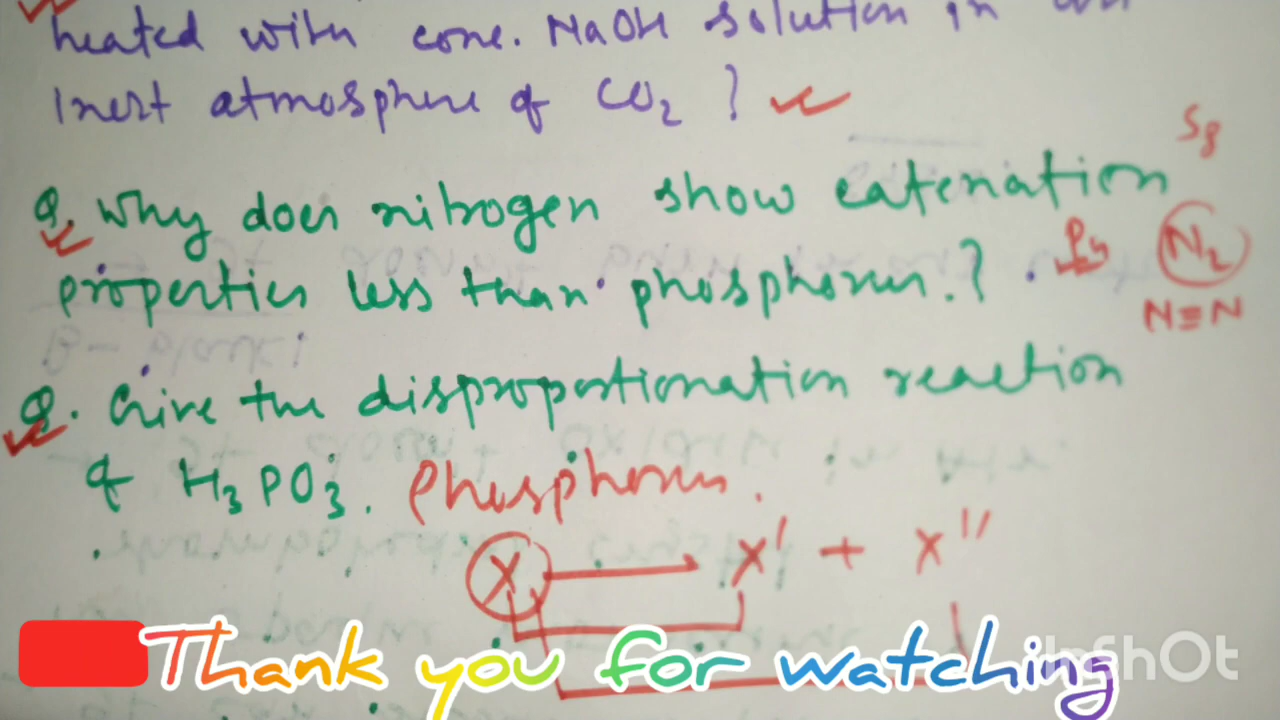 heated with conc. NaOH solution in an
Inert atmosphere of CO2 ?
S8
Q. Why does nitrogen show catenation
properties less than phosphorus.?
P4
N2
N≡N
Q. Give the disproportionation reaction
of H3PO3. Phosphorus.
X → X' + X"
Thank you for watching
InShOt